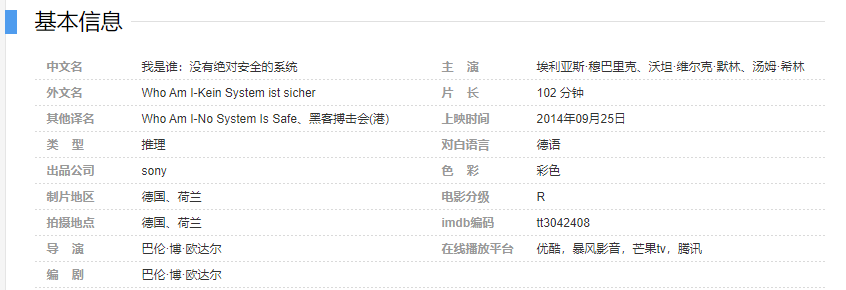 基本信息
中文名 我是谁：没有绝对安全的系统 主 演 埃利亚斯·穆巴里克、沃坦·维尔克·默林、汤姆·希林
外文名 Who Am I-Kein System ist sicher 片 长 102 分钟
其他译名 Who Am I-No System Is Safe、黑客搏击会(港) 上映时间 2014年09月25日
类 型 推理 对白语言 德语
出品公司 sony 色 彩 彩色
制片地区 德国、荷兰 电影分级 R
拍摄地点 德国、荷兰 imdb编码 tt3042408
导 演 巴伦·博·欧达尔 在线播放平台 优酷，暴风影音，芒果tv，腾讯
编 剧 巴伦·博·欧达尔